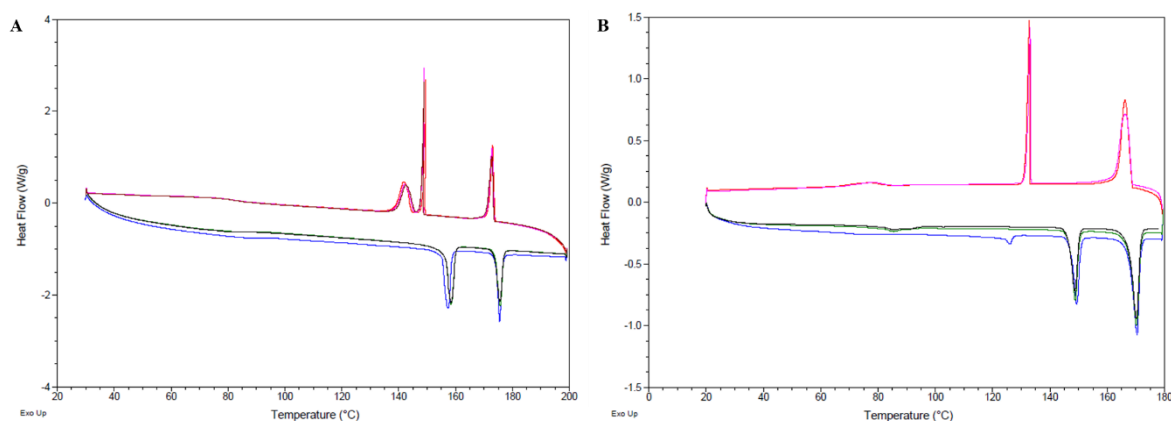 A
4
2
0
-2
-4
Heat Flow (W/g)
20 40 60 80 100 120 140 160 180 200
Exo Up
Temperature (°C)
B
1.5
1.0
0.5
0.0
-0.5
-1.0
-1.5
Heat Flow (W/g)
0 20 40 60 80 100 120 140 160 180
Exo Up
Temperature (°C)